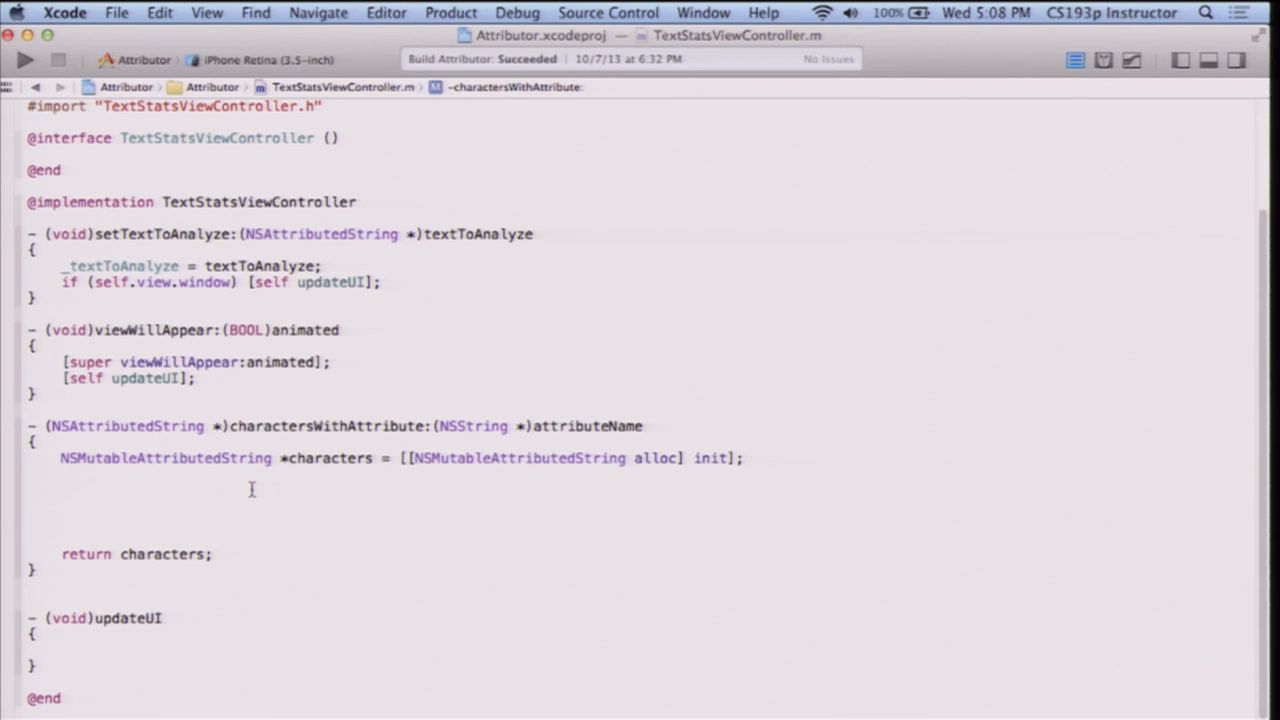 Xcode File Edit View Find Navigate Editor Product Debug Source Control Window Help 100% Wed 5:08 PM CS193p Instructor
Attributor.xcodeproj — TextStatsViewController.m
Attributor › iPhone Retina (3.5-inch) Build Attributor: Succeeded 10/7/13 at 6:32 PM No Issues
Attributor › Attributor › TextStatsViewController.m › M -charactersWithAttribute:
#import "TextStatsViewController.h"
@interface TextStatsViewController ()
@end
@implementation TextStatsViewController
- (void)setTextToAnalyze:(NSAttributedString *)textToAnalyze
{
_textToAnalyze = textToAnalyze;
if (self.view.window) [self updateUI];
}
- (void)viewWillAppear:(BOOL)animated
{
[super viewWillAppear:animated];
[self updateUI];
}
- (NSAttributedString *)charactersWithAttribute:(NSString *)attributeName
{
NSMutableAttributedString *characters = [[NSMutableAttributedString alloc] init];
return characters;
}
- (void)updateUI
{
}
@end